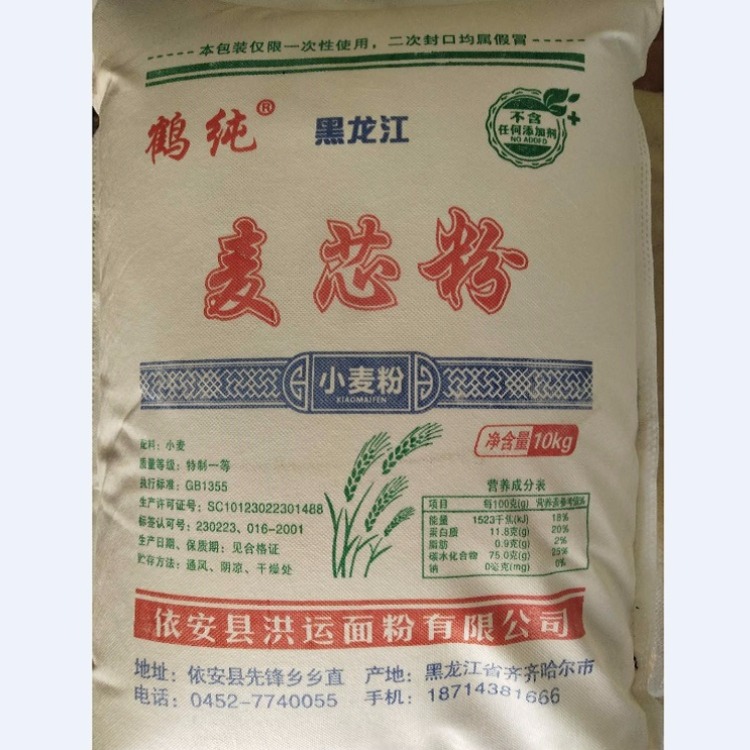 本包装仅限一次性使用，二次封口均属假冒
鹤纯®
黑龙江
不含
任何添加剂
NO ADDED
麦芯粉
小麦粉
XIAOMAIFEN
净含量 10kg
配料：小麦
质量等级：特制一等
执行标准：GB1355
生产许可证号：SC10123022301488
标签认可号：230223，016-2001
生产日期、保质期：见合格证
贮存方法：通风、阴凉、干燥处
营养成分表
项目 每100克(g) 营养素参考值%
能量 1523千焦(kJ) 18%
蛋白质 11.8克(g) 20%
脂肪 0.9克(g) 2%
碳水化合物 75.0克(g) 25%
钠 0毫克(mg) 0%
依安县洪运面粉有限公司
地址：依安县先锋乡乡直 产地：黑龙江省齐齐哈尔市
电话：0452-7740055 手机：18714381666